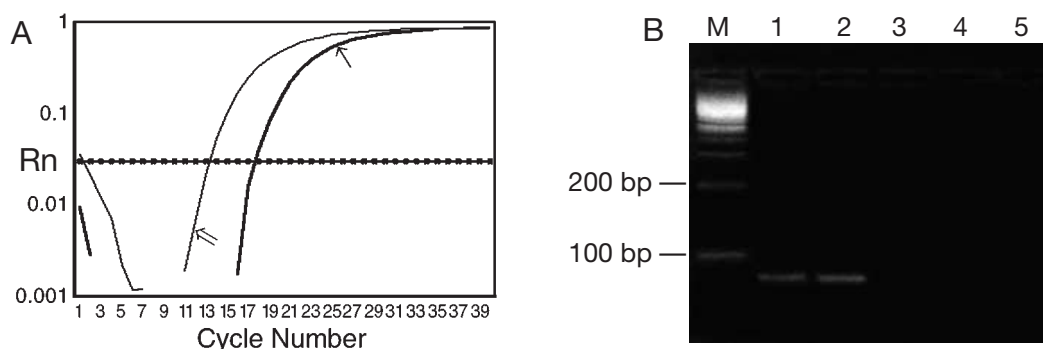 A
1
0.1
Rn
0.01
0.001
1 3 5 7 9 11 13 15 17 19 21 23 25 27 29 31 33 35 37 39
Cycle Number
B
M 1 2 3 4 5
200 bp
100 bp